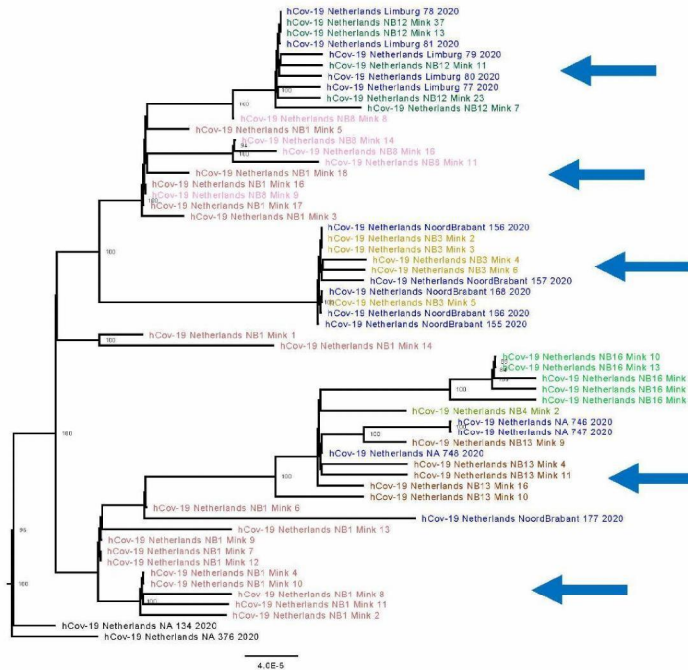 hCov-19 Netherlands Limburg 78 2020
hCov-19 Netherlands NB12 Mink 37
hCov-19 Netherlands NB12 Mink 13
hCov-19 Netherlands Limburg 81 2020
hCov-19 Netherlands Limburg 79 2020
hCov-19 Netherlands NB12 Mink 11
hCov-19 Netherlands Limburg 80 2020
hCov-19 Netherlands Limburg 77 2020
hCov-19 Netherlands NB12 Mink 23
hCov-19 Netherlands NB12 Mink 7
100
100
hCov-19 Netherlands NB8 Mink 8
hCov-19 Netherlands NB1 Mink 5
hCov-19 Netherlands NB8 Mink 14
hCov-19 Netherlands NB8 Mink 16
100
hCov-19 Netherlands NB8 Mink 11
hCov-19 Netherlands NB1 Mink 18
hCov-19 Netherlands NB1 Mink 16
hCov-19 Netherlands NB8 Mink 9
100
hCov-19 Netherlands NB1 Mink 17
hCov-19 Netherlands NB1 Mink 3
hCov-19 Netherlands NoordBrabant 156 2020
hCov-19 Netherlands NB3 Mink 2
hCov-19 Netherlands NB3 Mink 3
100
hCov-19 Netherlands NB3 Mink 4
hCov-19 Netherlands NB3 Mink 6
hCov-19 Netherlands NoordBrabant 157 2020
hCov-19 Netherlands NoordBrabant 168 2020
hCov-19 Netherlands NB3 Mink 5
hCov-19 Netherlands NoordBrabant 166 2020
hCov-19 Netherlands NoordBrabant 155 2020
hCov-19 Netherlands NB1 Mink 1
100
hCov-19 Netherlands NB1 Mink 14
hCov-19 Netherlands NB16 Mink 10
hCov-19 Netherlands NB16 Mink 13
hCov-19 Netherlands NB16 Mink
100
hCov-19 Netherlands NB16 Mink
hCov-19 Netherlands NB16 Mink
hCov-19 Netherlands NB4 Mink 2
hCov-19 Netherlands NA 746 2020
hCov-19 Netherlands NA 747 2020
100
100
hCov-19 Netherlands NB13 Mink 9
hCov-19 Netherlands NA 748 2020
hCov-19 Netherlands NB13 Mink 4
hCov-19 Netherlands NB13 Mink 11
100
hCov-19 Netherlands NB13 Mink 16
hCov-19 Netherlands NB13 Mink 10
hCov-19 Netherlands NB1 Mink 6
hCov-19 Netherlands NoordBrabant 177 2020
95
hCov-19 Netherlands NB1 Mink 13
hCov-19 Netherlands NB1 Mink 9
hCov-19 Netherlands NB1 Mink 7
hCov-19 Netherlands NB1 Mink 12
hCov-19 Netherlands NB1 Mink 4
100
hCov-19 Netherlands NB1 Mink 10
hCov-19 Netherlands NB1 Mink 8
100
hCov-19 Netherlands NB1 Mink 11
hCov-19 Netherlands NB1 Mink 2
hCov-19 Netherlands NA 134 2020
hCov-19 Netherlands NA 376 2020
4.0E-5